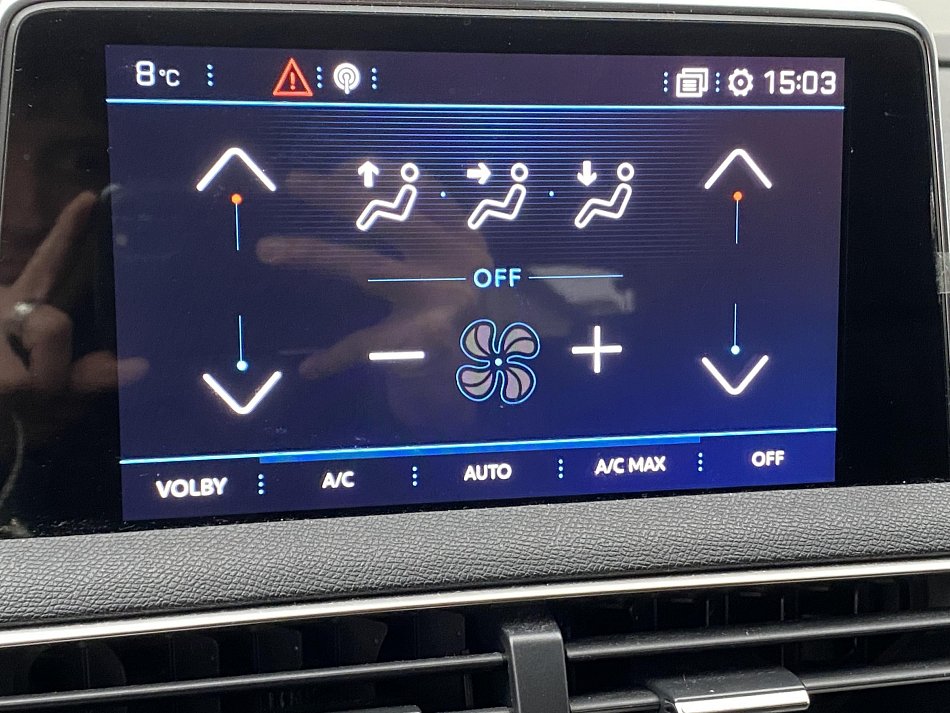 8°C 15:03
OFF
VOLBY A/C AUTO A/C MAX OFF